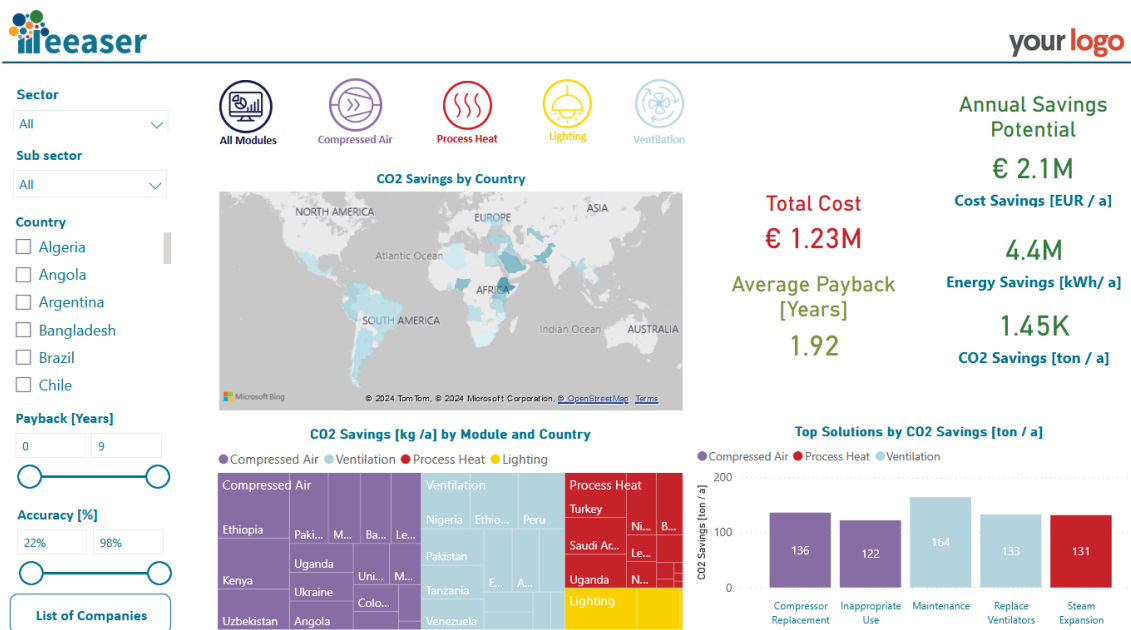 eeaser
your logo
Sector
All
Sub sector
All
Country
Algeria
Angola
Argentina
Bangladesh
Brazil
Chile
Payback [Years]
0 9
Accuracy [%]
22% 98%
List of Companies
All Modules
Compressed Air
Process Heat
Lighting
Ventilation
CO2 Savings by Country
NORTH AMERICA
EUROPE
ASIA
Atlantic Ocean
AFRICA
SOUTH AMERICA
Indian Ocean
AUSTRALIA
Microsoft Bing
© 2024 TomTom, © 2024 Microsoft Corporation, © OpenStreetMap Terms
Total Cost
€ 1.23M
Average Payback
[Years]
1.92
Annual Savings
Potential
€ 2.1M
Cost Savings [EUR / a]
4.4M
Energy Savings [kWh/ a]
1.45K
CO2 Savings [ton / a]
CO2 Savings [kg /a] by Module and Country
Compressed Air Ventilation Process Heat Lighting
Compressed Air
Ethiopia
Kenya
Uzbekistan
Paki...
M...
Ba...
Le...
Uganda
Ukraine
Angola
Uni...
M...
Colo...
Ventilation
Nigeria
Ethio...
Peru
Pakistan
Tanzania
Venezuela
E...
A...
Process Heat
Turkey
Saudi Ar...
Uganda
Ni...
B...
Le...
N...
Lighting
Top Solutions by CO2 Savings [ton / a]
Compressed Air Process Heat Ventilation
CO2 Savings [ton / a]
200
100
0
136
122
164
133
131
Compressor
Replacement
Inappropriate
Use
Maintenance
Replace
Ventilators
Steam
Expansion